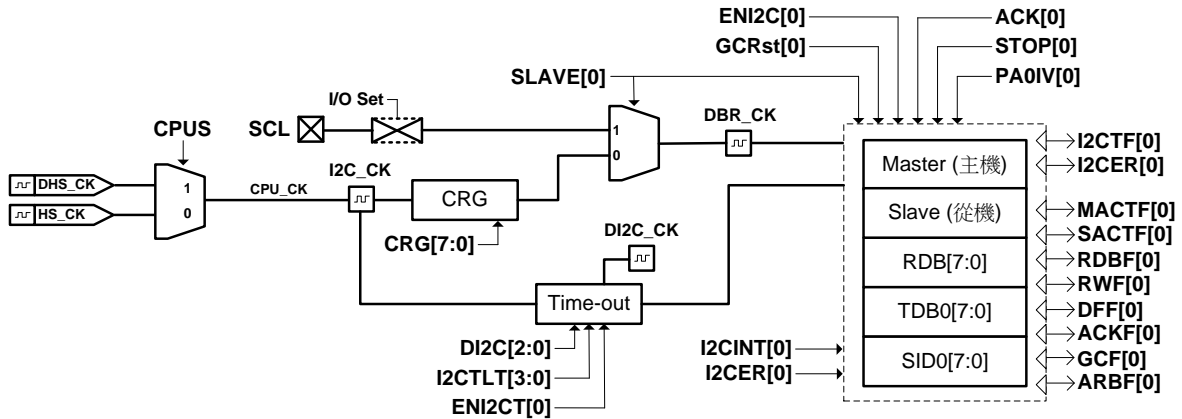 ENI2C[0]
ACK[0]
GCRst[0]
STOP[0]
SLAVE[0]
PA0IV[0]
I/O Set
SCL
DBR_CK
CPUS
1
0
I2CTF[0]
I2CER[0]
Master (主機)
DHS_CK
HS_CK
1
0
CPU_CK
I2C_CK
CRG
Slave (從機)
MACTF[0]
SACTF[0]
CRG[7:0]
DI2C_CK
RDB[7:0]
RDBF[0]
RWF[0]
Time-out
TDB0[7:0]
DFF[0]
ACKF[0]
DI2C[2:0]
I2CINT[0]
SID0[7:0]
GCF[0]
I2CTLT[3:0]
I2CER[0]
ARBF[0]
ENI2CT[0]